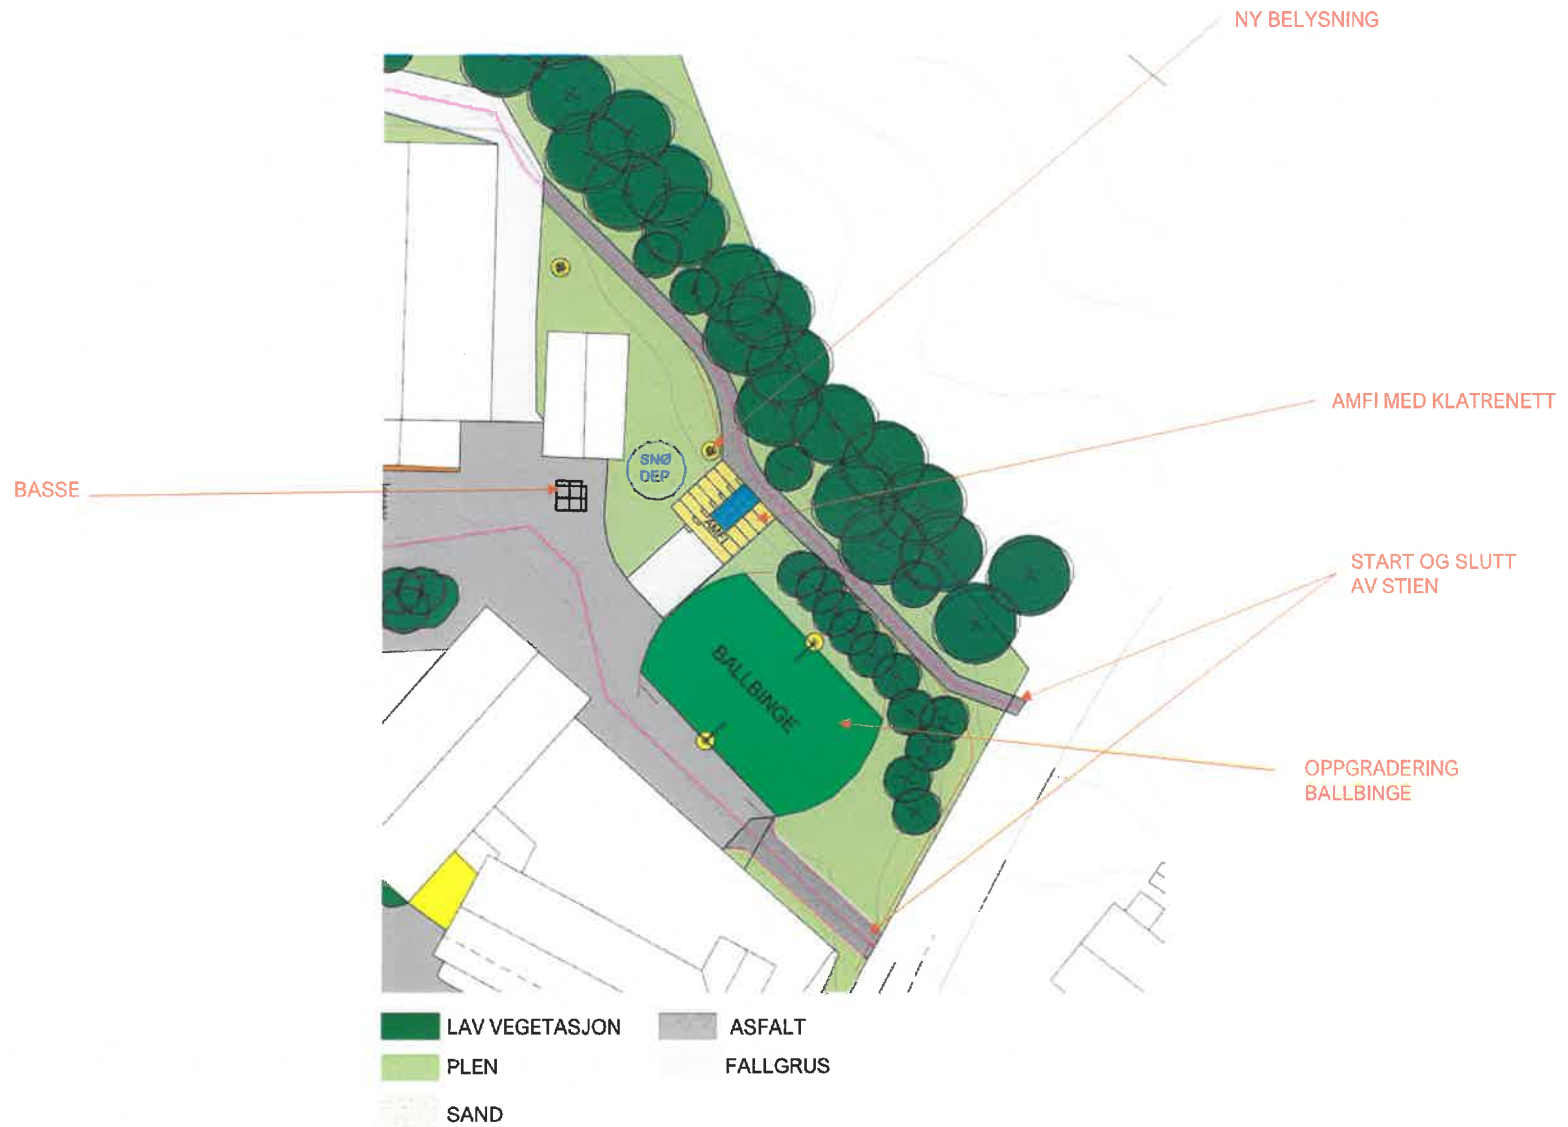 NY BELYSNING
AMFI MED KLATRENETT
SNØ
DEP
BASSE
AMFI
START OG SLUTT
AV STIEN
BALLBINGE
OPPGRADERING
BALLBINGE
LAV VEGETASJON
ASFALT
PLEN
FALLGRUS
SAND